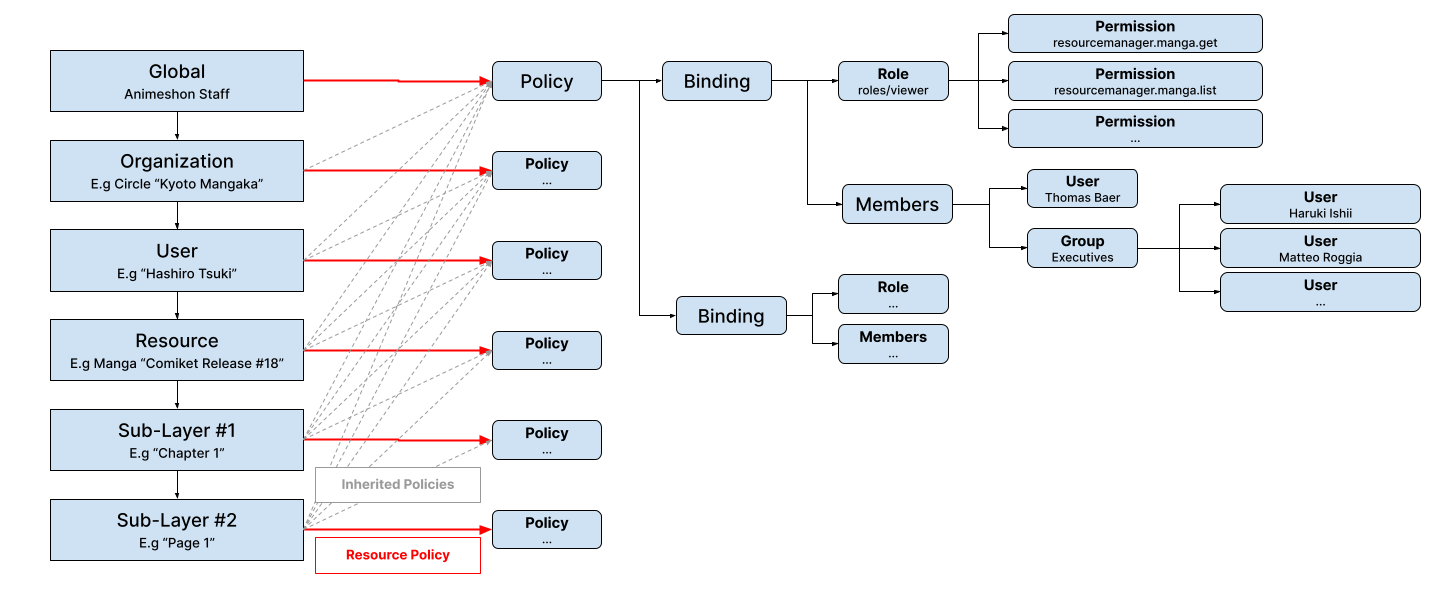 Global
Animeshon Staff
Organization
E.g Circle “Kyoto Mangaka”
User
E.g “Hashiro Tsuki”
Resource
E.g Manga “Comiket Release #18”
Sub-Layer #1
E.g “Chapter 1”
Sub-Layer #2
E.g “Page 1”
Inherited Policies
Resource Policy
Policy
Policy
...
Policy
...
Policy
...
Policy
...
Policy
...
Binding
Role
roles/viewer
Permission
resourcemanager.manga.get
Permission
resourcemanager.manga.list
Permission
...
Members
User
Thomas Baer
Group
Executives
User
Haruki Ishii
User
Matteo Roggia
User
...
Binding
Role
...
Members
...